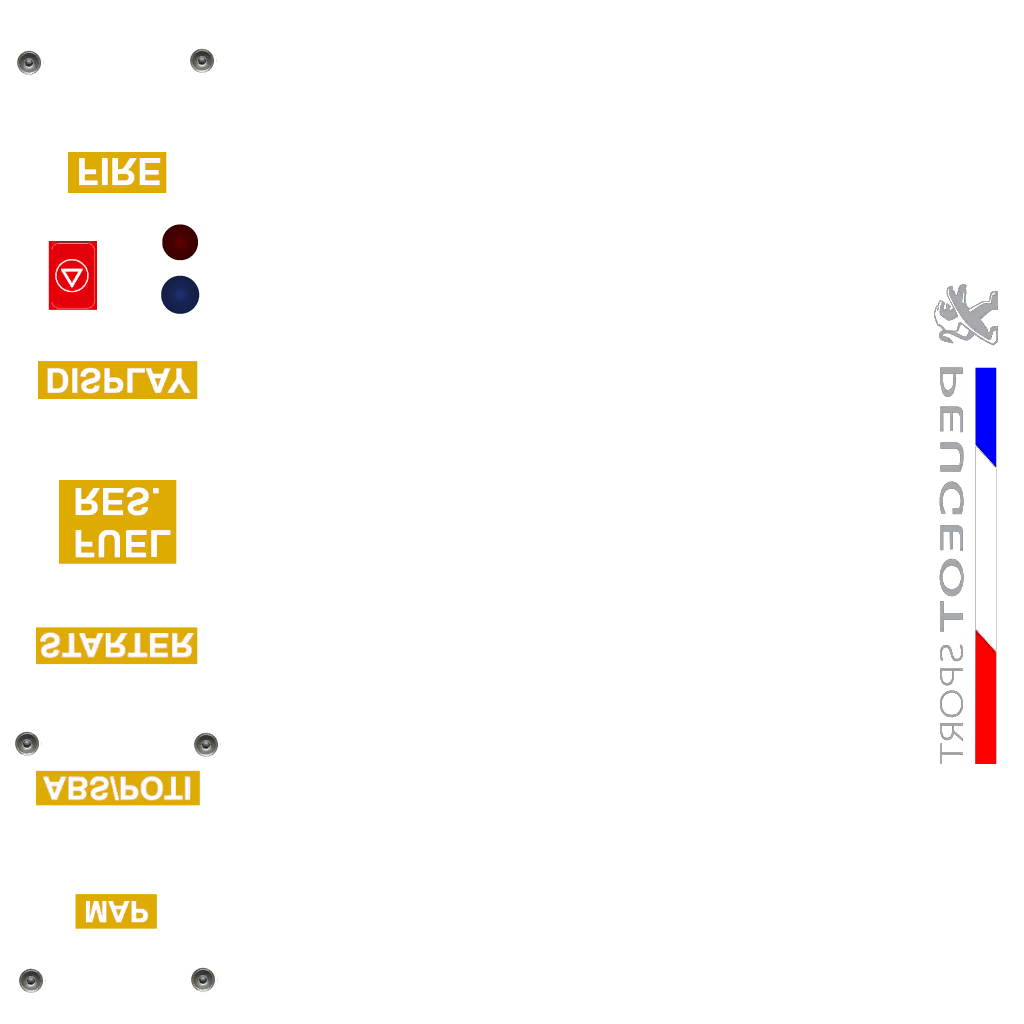 FIRE
DISPLAY
FUEL
RES.
STARTER
ABS/POTI
MAP
PEUGEOT SPORT